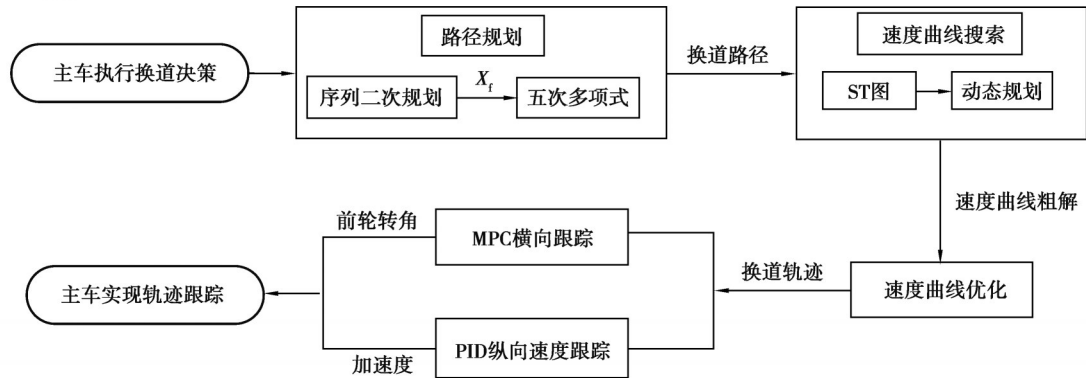 路径规划
速度曲线搜索
主车执行换道决策
换道路径
序列二次规划
X_f
五次多项式
ST图
动态规划
速度曲线粗解
前轮转角
MPC横向跟踪
主车实现轨迹跟踪
换道轨迹
速度曲线优化
加速度
PID纵向速度跟踪